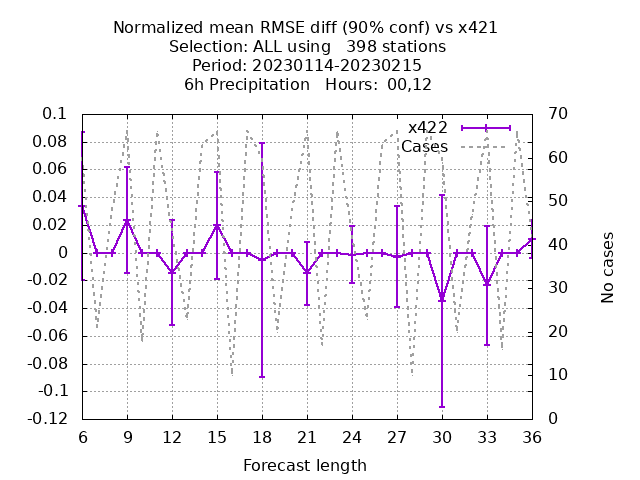 Normalized mean RMSE diff (90% conf) vs x421
Selection: ALL using   398 stations
Period: 20230114-20230215
6h Precipitation   Hours:  00,12
x422
Cases
0.1
0.08
0.06
0.04
0.02
0
-0.02
-0.04
-0.06
-0.08
-0.1
-0.12
70
60
50
40
30
20
10
0
No cases
6 9 12 15 18 21 24 27 30 33 36
Forecast length